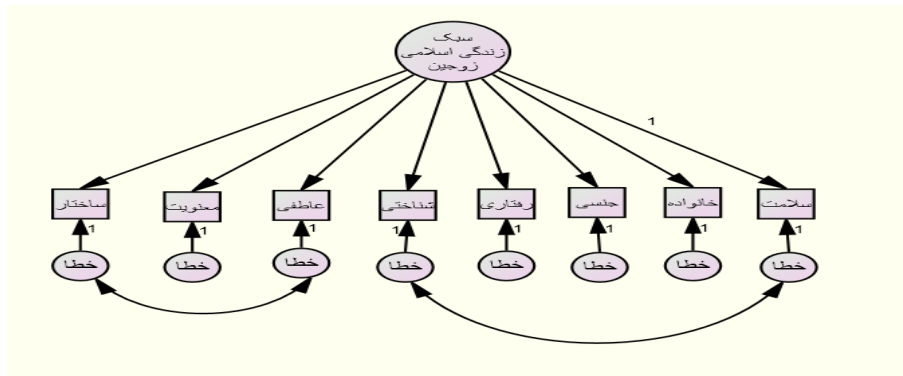 سبک
زندگی اسلامی
زوجین
1
ساختار معنویت عاطفی شناختی رفتاری جنسی خانواده سلامت
1 1 1 1 1 1 1 1
خطا خطا خطا خطا خطا خطا خطا خطا